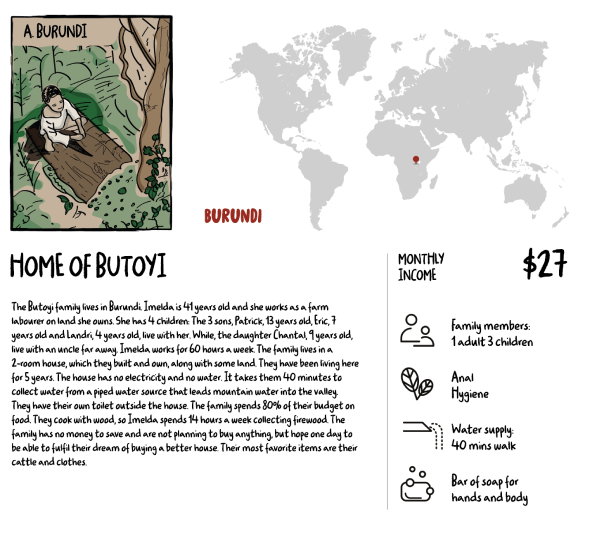 A. BURUNDI
BURUNDI
HOME OF BUTOYI
The Butoyi family lives in Burundi. Imelda is 41 years old and she works as a farm
labourer on land she owns. She has 4 children: The 3 sons, Patrick, 13 years old, Eric, 7
years old and Landri, 4 years old, live with her. While, the daughter Chantal, 9 years old,
live with an uncle far away. Imelda works for 60 hours a week. The family lives in a
2-room house, which they built and own, along with some land. They have been living here
for 5 years. The house has no electricity and no water. It takes them 40 minutes to
collect water from a piped water source that leads mountain water into the valley.
They have their own toilet outside the house. The family spends 80% of their budget on
food. They cook with wood, so Imelda spends 14 hours a week collecting firewood. The
family has no money to save and are not planning to buy anything, but hope one day to
be able to fulfil their dream of buying a better house. Their most favorite items are their
cattle and clothes.
MONTHLY
INCOME
$27
Family members:
1 adult 3 children
Anal
Hygiene
Water supply:
40 mins walk
Bar of soap for
hands and body